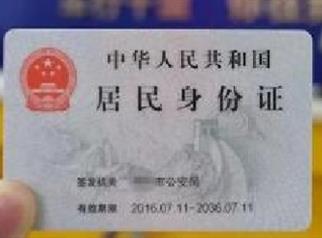 中华人民共和国
居民身份证
签发机关 市公安局
有效期限 2016.07.11-2036.07.11